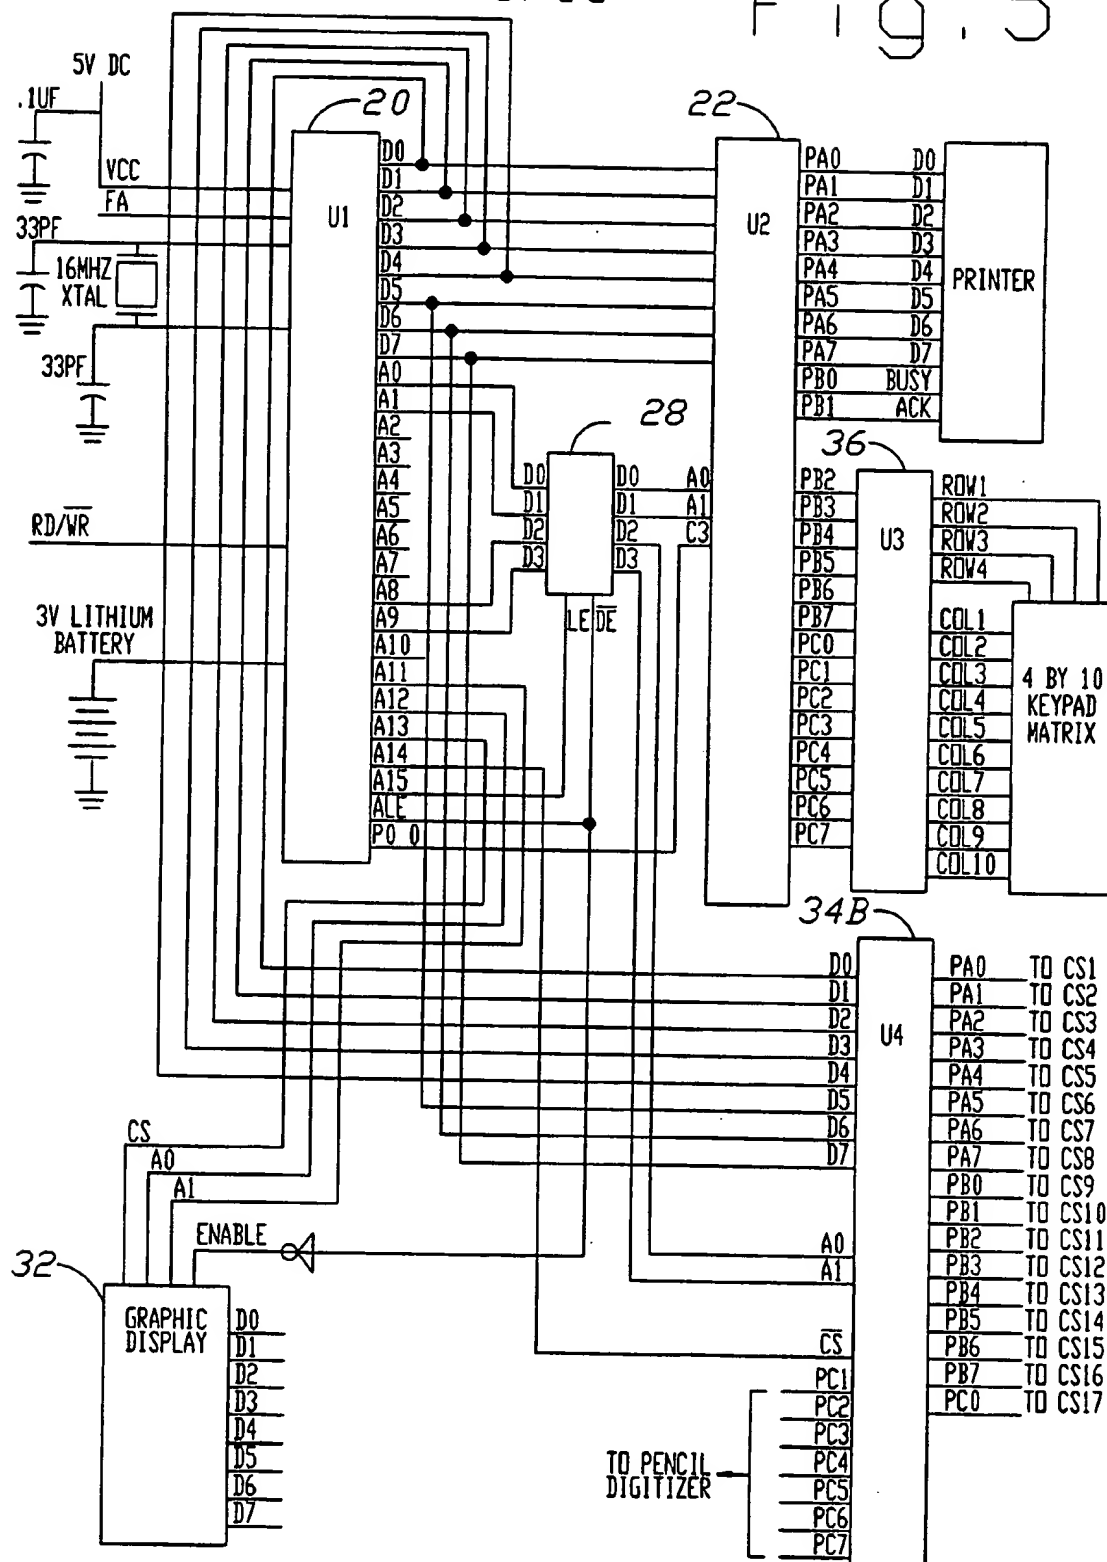 Fig. 5
5V DC
.1UF
VCC
FA
33PF
16MHZ
XTAL
33PF
RD/WR
3V LITHIUM
BATTERY
20
U1
D0
D1
D2
D3
D4
D5
D6
D7
A0
A1
A2
A3
A4
A5
A6
A7
A8
A9
A10
A11
A12
A13
A14
A15
ALE
P0 0
28
D0
D1
D2
D3
D0
D1
D2
D3
LE
OE
22
U2
A0
A1
C3
PA0
PA1
PA2
PA3
PA4
PA5
PA6
PA7
PB0
PB1
D0
D1
D2
D3
D4
D5
D6
D7
BUSY
ACK
PRINTER
PB2
PB3
PB4
PB5
PB6
PB7
PC0
PC1
PC2
PC3
PC4
PC5
PC6
PC7
36
U3
ROW1
ROW2
ROW3
ROW4
COL1
COL2
COL3
COL4
COL5
COL6
COL7
COL8
COL9
COL10
4 BY 10
KEYPAD
MATRIX
34B
U4
D0
D1
D2
D3
D4
D5
D6
D7
A0
A1
CS
PC1
PC2
PC3
PC4
PC5
PC6
PC7
TO PENCIL
DIGITIZER
PA0 TO CS1
PA1 TO CS2
PA2 TO CS3
PA3 TO CS4
PA4 TO CS5
PA5 TO CS6
PA6 TO CS7
PA7 TO CS8
PB0 TO CS9
PB1 TO CS10
PB2 TO CS11
PB3 TO CS12
PB4 TO CS13
PB5 TO CS14
PB6 TO CS15
PB7 TO CS16
PC0 TO CS17
CS
A0
A1
ENABLE
32
GRAPHIC
DISPLAY
D0
D1
D2
D3
D4
D5
D6
D7